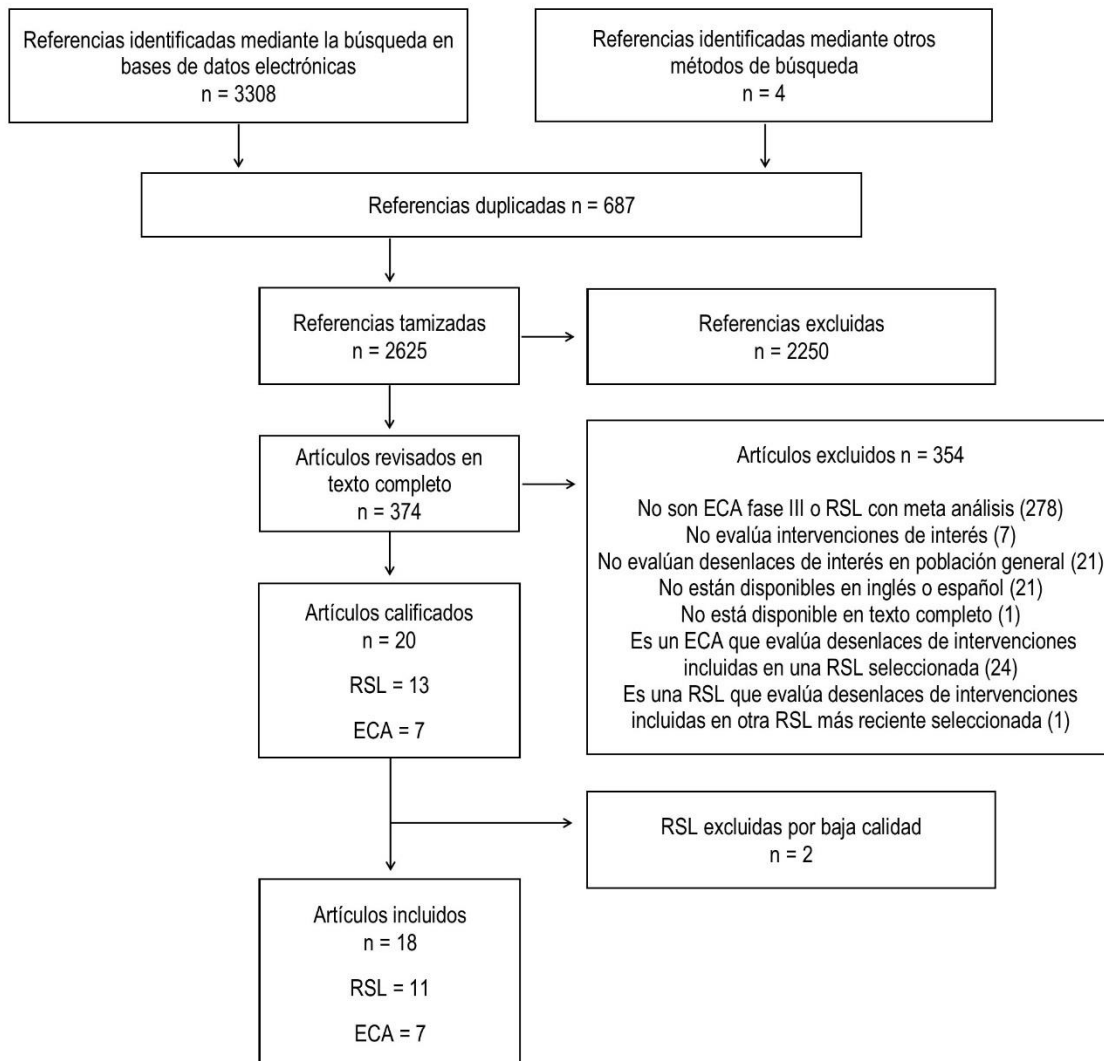 Referencias identificadas mediante la búsqueda en
bases de datos electrónicas
n = 3308
Referencias identificadas mediante otros
métodos de búsqueda
n = 4
Referencias duplicadas n = 687
Referencias tamizadas
n = 2625
Referencias excluidas
n = 2250
Artículos revisados en
texto completo
n = 374
Artículos excluidos n = 354
No son ECA fase III o RSL con meta análisis (278)
No evalúa intervenciones de interés (7)
No evalúan desenlaces de interés en población general (21)
No están disponibles en inglés o español (21)
No está disponible en texto completo (1)
Es un ECA que evalúa desenlaces de intervenciones
incluidas en una RSL seleccionada (24)
Es una RSL que evalúa desenlaces de intervenciones
incluidas en otra RSL más reciente seleccionada (1)
Artículos calificados
n = 20
RSL = 13
ECA = 7
RSL excluidas por baja calidad
n = 2
Artículos incluidos
n = 18
RSL = 11
ECA = 7